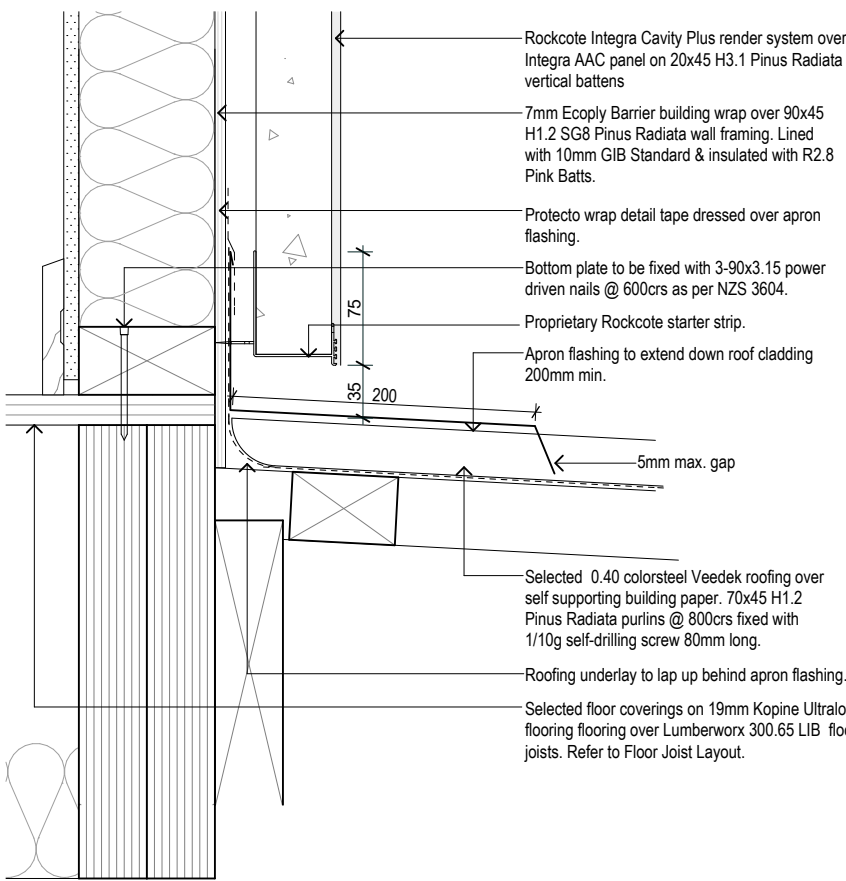 Rockcote Integra Cavity Plus render system over
Integra AAC panel on 20x45 H3.1 Pinus Radiata
vertical battens
7mm Ecoply Barrier building wrap over 90x45
H1.2 SG8 Pinus Radiata wall framing. Lined
with 10mm GIB Standard & insulated with R2.8
Pink Batts.
Protecto wrap detail tape dressed over apron
flashing.
Bottom plate to be fixed with 3-90x3.15 power
driven nails @ 600crs as per NZS 3604.
Proprietary Rockcote starter strip.
Apron flashing to extend down roof cladding
200mm min.
75
35
200
5mm max. gap
Selected 0.40 colorsteel Veedek roofing over
self supporting building paper. 70x45 H1.2
Pinus Radiata purlins @ 800crs fixed with
1/10g self-drilling screw 80mm long.
Roofing underlay to lap up behind apron flashing.
Selected floor coverings on 19mm Kopine Ultralo
flooring flooring over Lumberworx 300.65 LIB floo
joists. Refer to Floor Joist Layout.